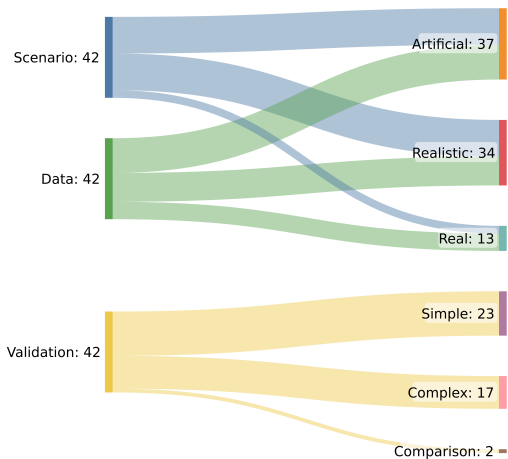 Artificial: 37
Scenario: 42
Realistic: 34
Data: 42
Real: 13
Simple: 23
Validation: 42
Complex: 17
Comparison: 2